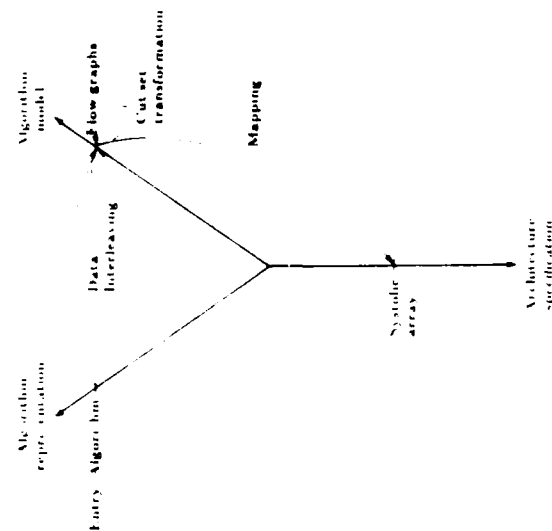 Algorithm
representation
Algorithm
model
Entry Algorithm
Data
Interleaving
Flow graphs
Cut set
transformation
Mapping
Systolic
array
Architecture
specification